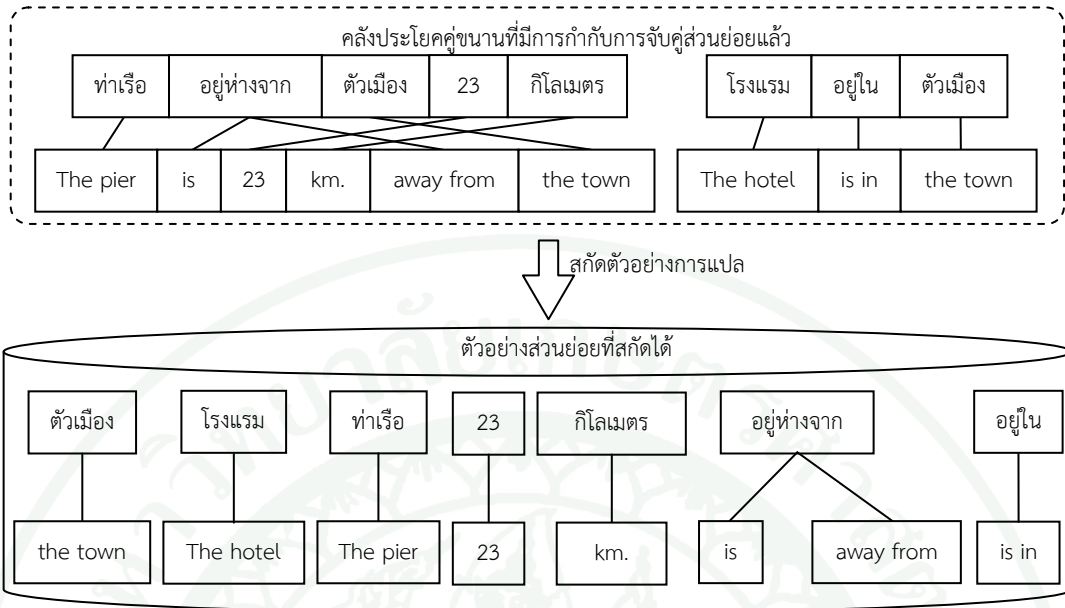 คลังประโยคคู่ขนานที่มีการกำกับการจับคู่ส่วนย่อยแล้ว
ท่าเรือ อยู่ห่างจาก ตัวเมือง 23 กิโลเมตร โรงแรม อยู่ใน ตัวเมือง
The pier is 23 km. away from the town The hotel is in the town
สกัดตัวอย่างการแปล
ตัวอย่างส่วนย่อยที่สกัดได้
ตัวเมือง โรงแรม ท่าเรือ 23 กิโลเมตร อยู่ห่างจาก อยู่ใน
the town The hotel The pier 23 km. is away from is in